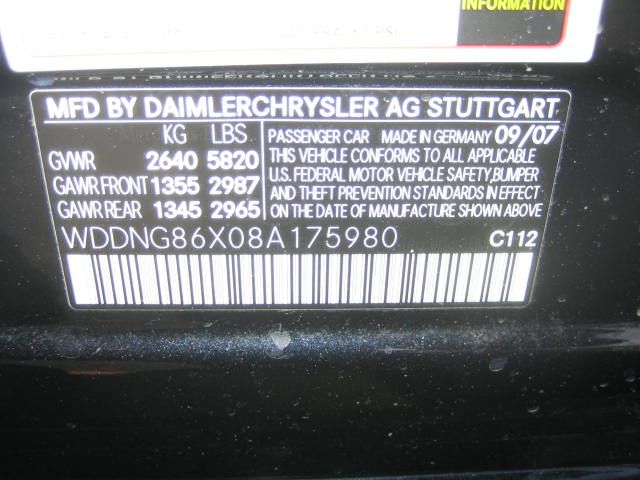 INFORMATION
MFD BY DAIMLERCHRYSLER AG STUTTGART
KG LBS
GVWR 2640 5820
GAWR FRONT 1355 2987
GAWR REAR 1345 2965
PASSENGER CAR MADE IN GERMANY 09/07
THIS VEHICLE CONFORMS TO ALL APPLICABLE
U.S. FEDERAL MOTOR VEHICLE SAFETY, BUMPER
AND THEFT PREVENTION STANDARDS IN EFFECT
ON THE DATE OF MANUFACTURE SHOWN ABOVE.
WDDNG86X08A175980 C112